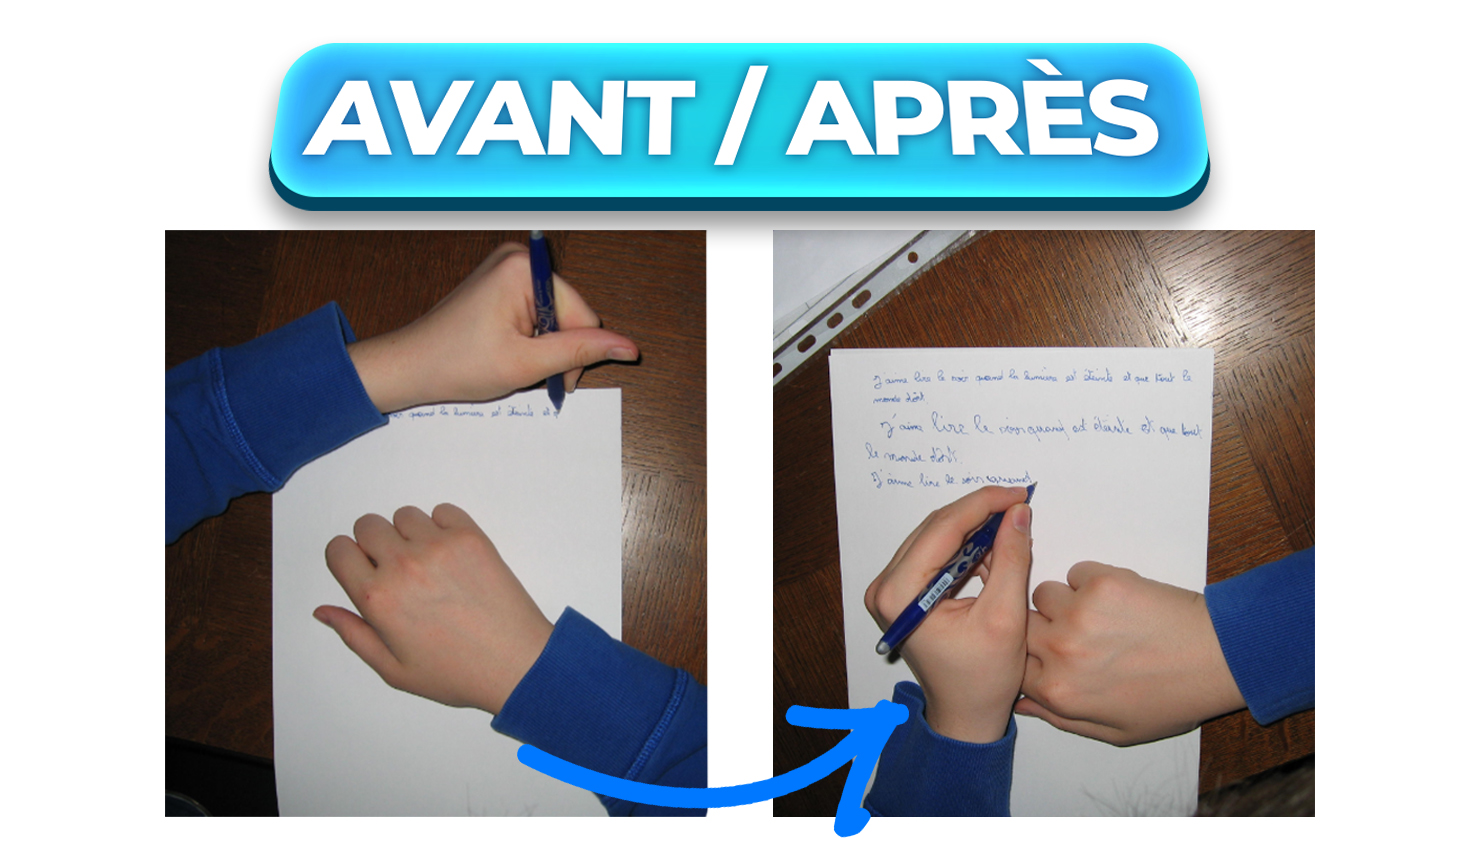 AVANT / APRÈS
quand la lumière est éteinte et q
J'aime lire le soir quand la lumière est éteinte et que tout le
monde dort.
J'aime lire le soir quand est éteinte et que tout
le monde dort.
J'aime lire le soir quand